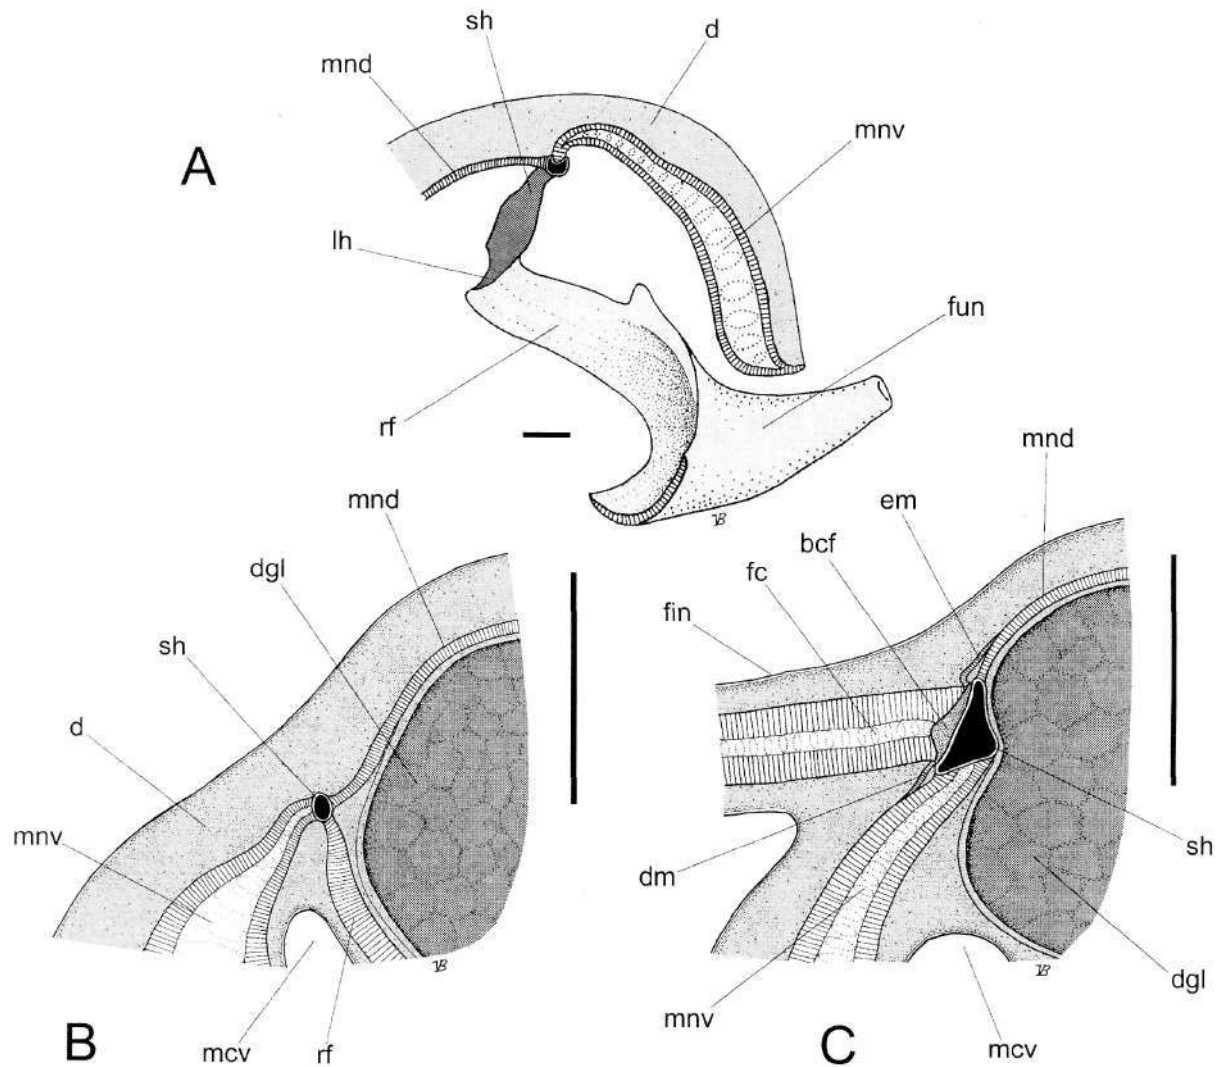 sh
d
mnd
mnv
A
lh
fun
rf
mnd
mnd
em
dgl
bcf
fc
sh
fin
d
mnv
sh
dm
dgl
B
mcv
rf
mnv
C
mcv